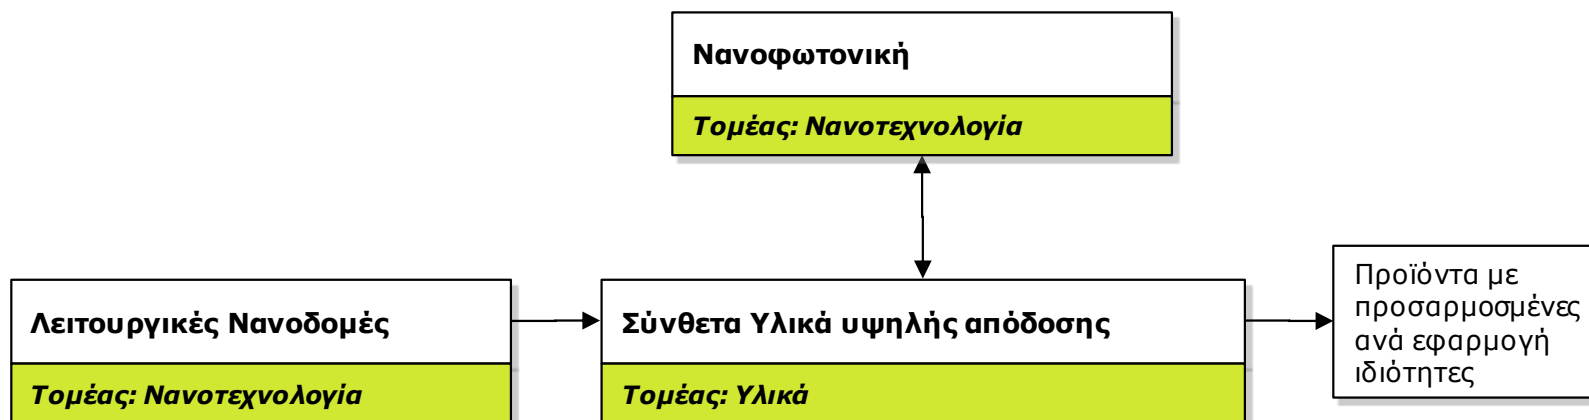 Νανοφωτονική
Τομέας: Νανοτεχνολογία
Λειτουργικές Νανοδομές
Τομέας: Νανοτεχνολογία
Σύνθετα Υλικά υψηλής απόδοσης
Τομέας: Υλικά
Προϊόντα με
προσαρμοσμένες
ανά εφαρμογή
ιδιότητες